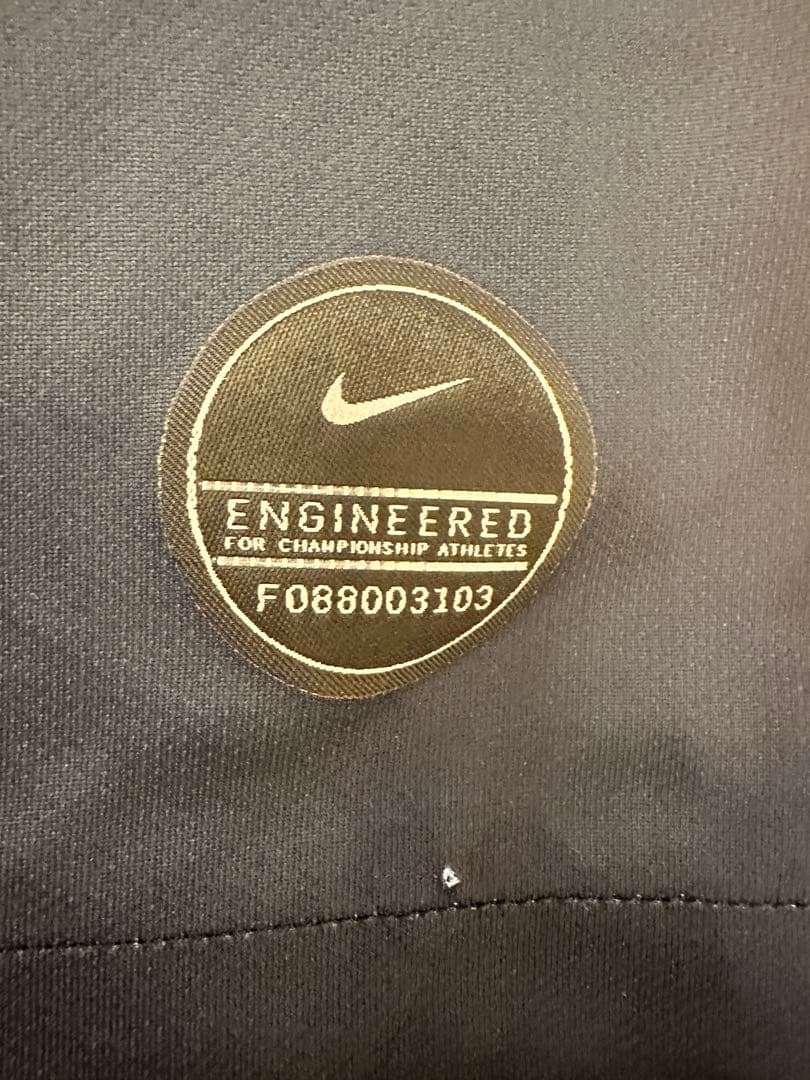 ENGINEERED
FOR CHAMPIONSHIP ATHLETES
F088003103